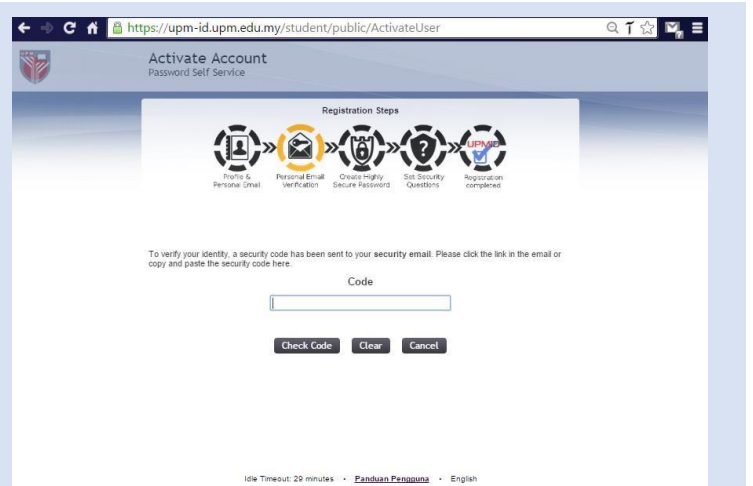 https://upm-id.upm.edu.my/student/public/ActivateUser
Activate Account
Password Self Service
Registration Steps
UPMID
Profile & Personal Email
Personal Email Verification
Create Highly Secure Password
Set Security Questions
Registration completed
To verify your identity, a security code has been sent to your security email. Please click the link in the email or
copy and paste the security code here.
Code
Check Code Clear Cancel
Idle Timeout: 29 minutes • Panduan Pengguna • English